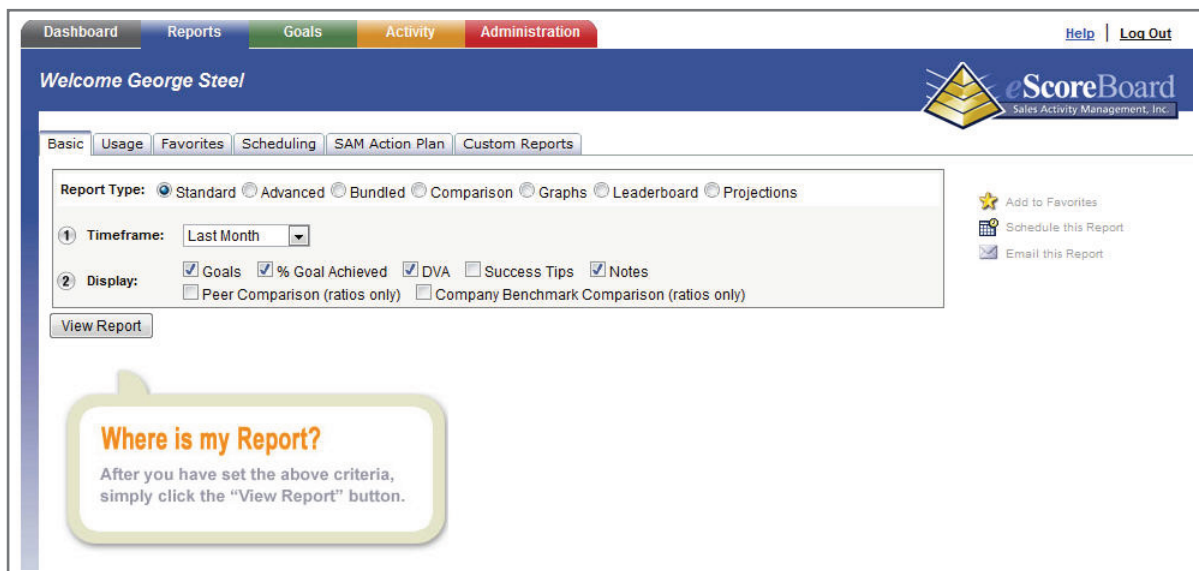 Dashboard Reports Goals Activity Administration Help | Log Out
Welcome George Steel
eScoreBoard
Sales Activity Management, Inc.
Basic Usage Favorites Scheduling SAM Action Plan Custom Reports
Report Type: Standard Advanced Bundled Comparison Graphs Leaderboard Projections
Add to Favorites
1 Timeframe: Last Month
Schedule this Report
Email this Report
2 Display: Goals % Goal Achieved DVA Success Tips Notes
Peer Comparison (ratios only) Company Benchmark Comparison (ratios only)
View Report
Where is my Report?
After you have set the above criteria,
simply click the “View Report” button.